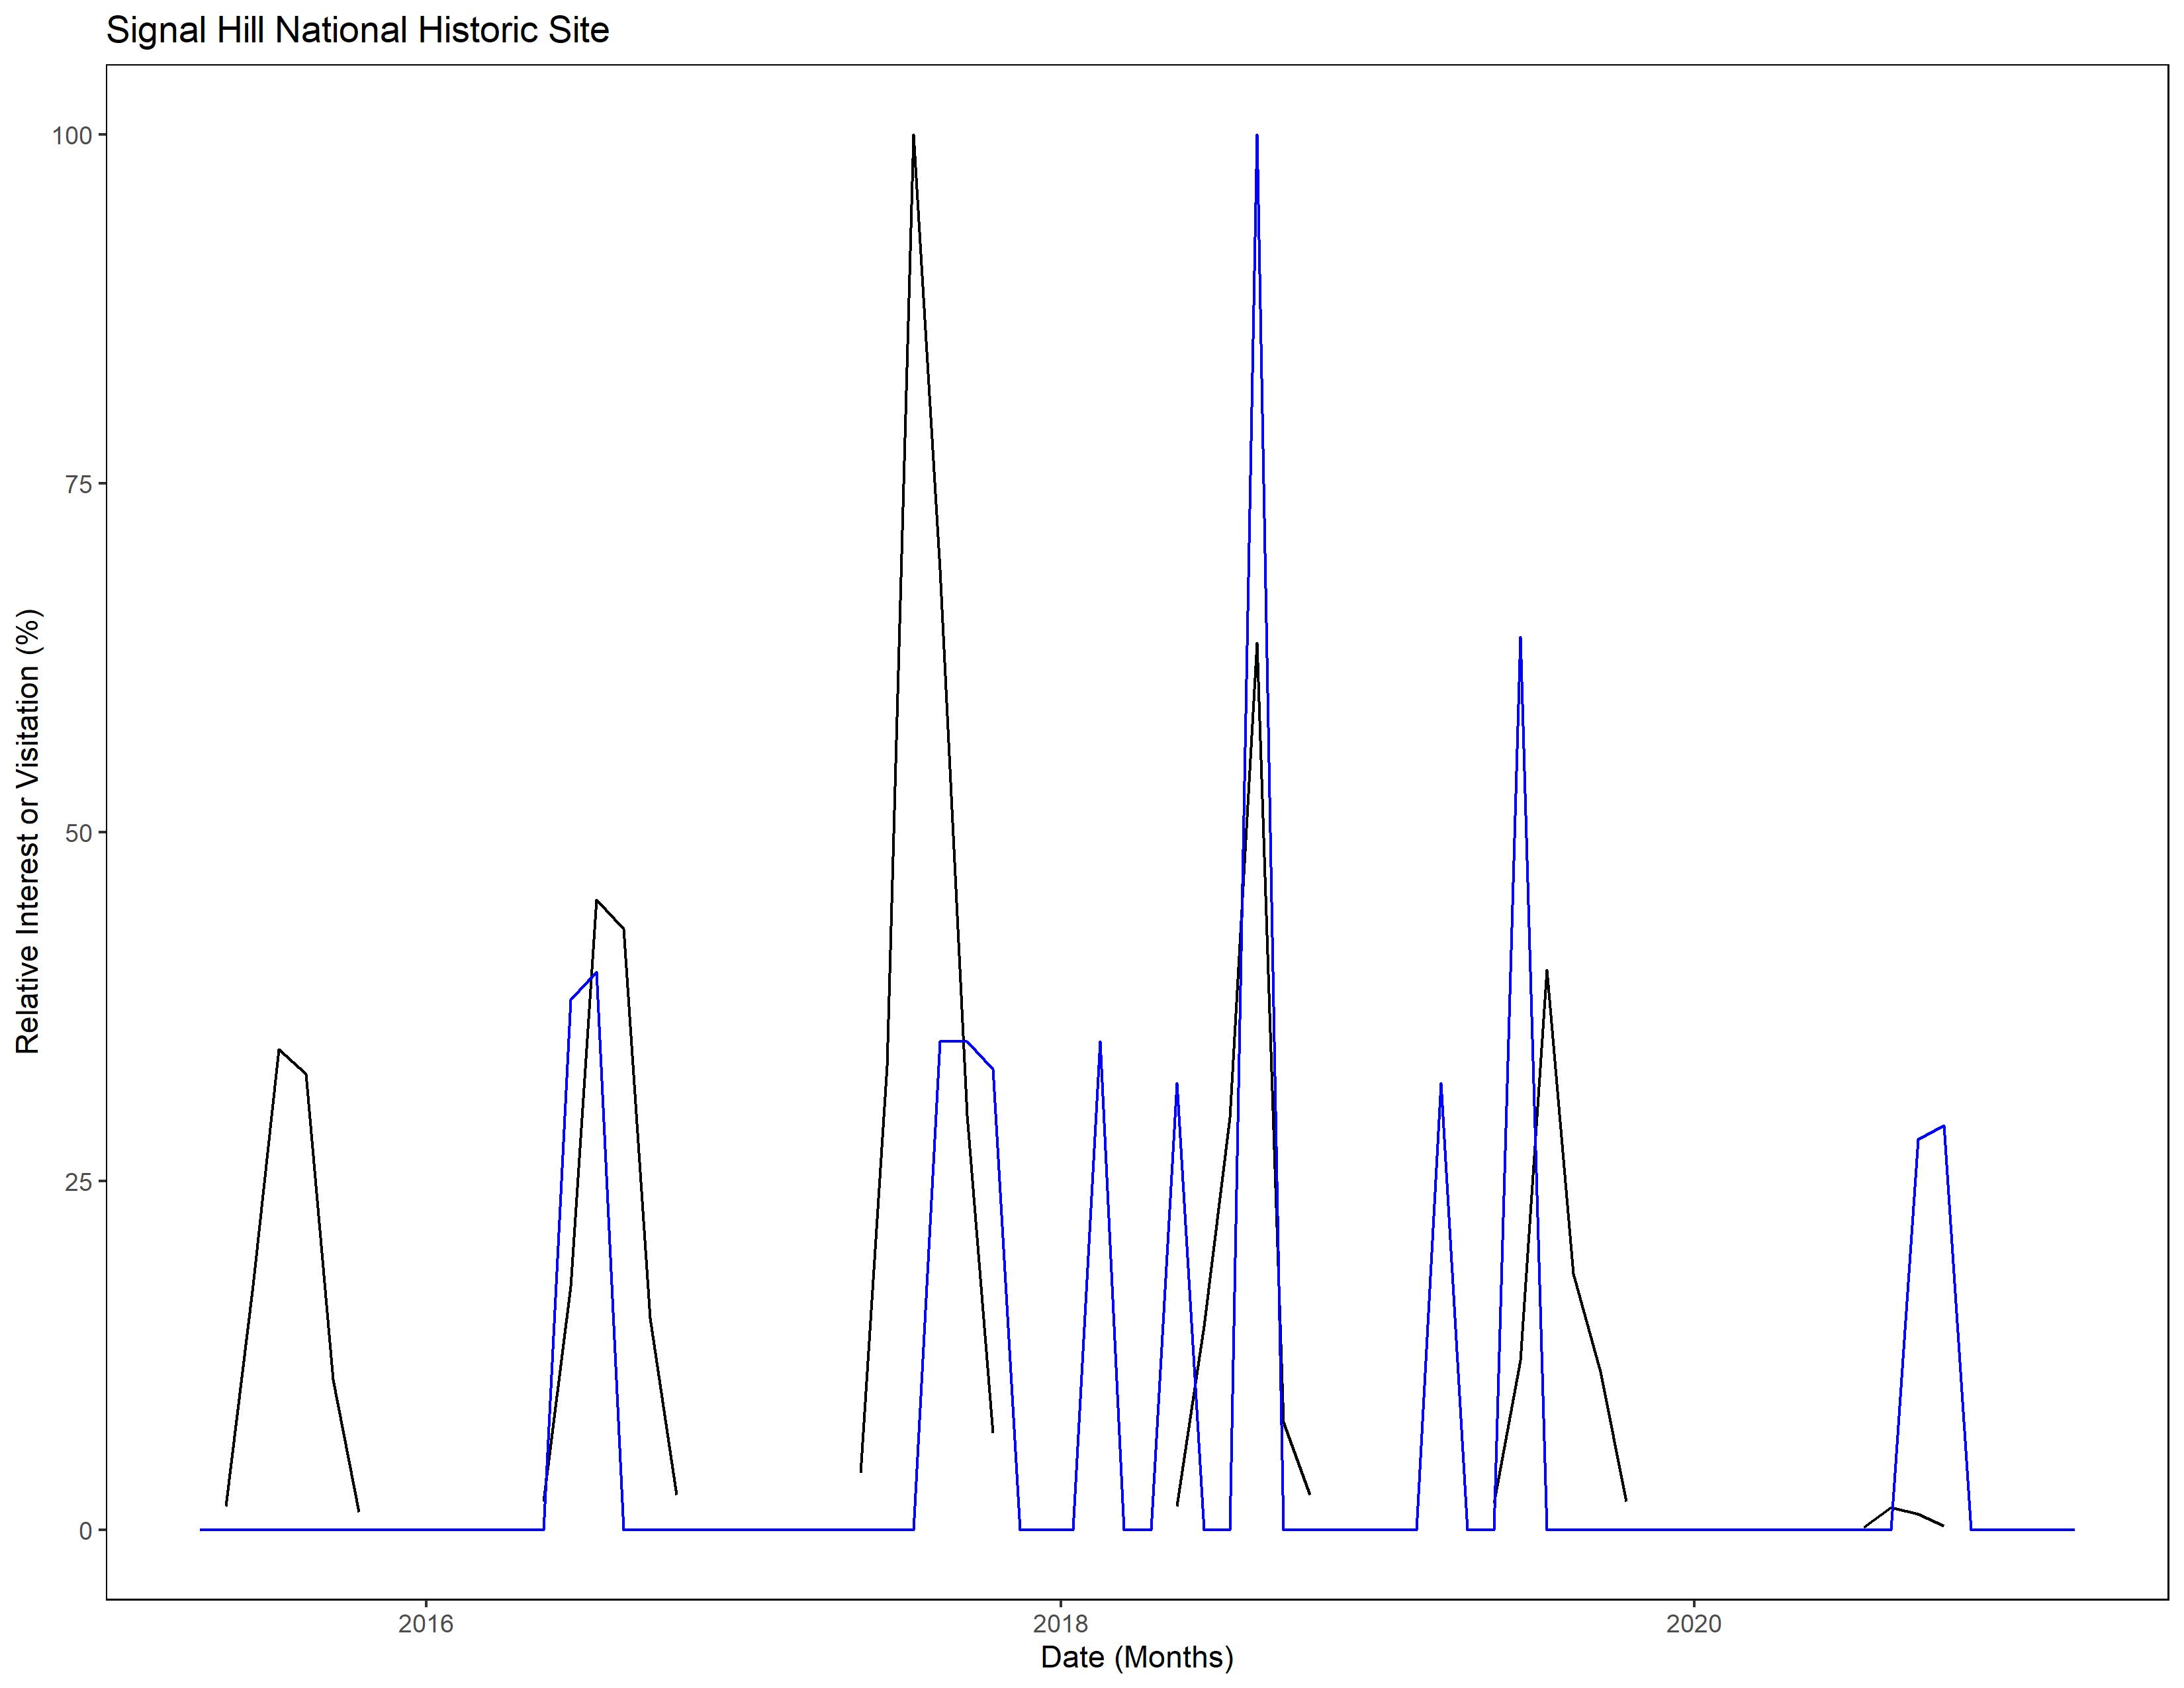 Signal Hill National Historic Site
Relative Interest or Visitation (%)
100
75
50
25
0
2016
2018
2020
Date (Months)